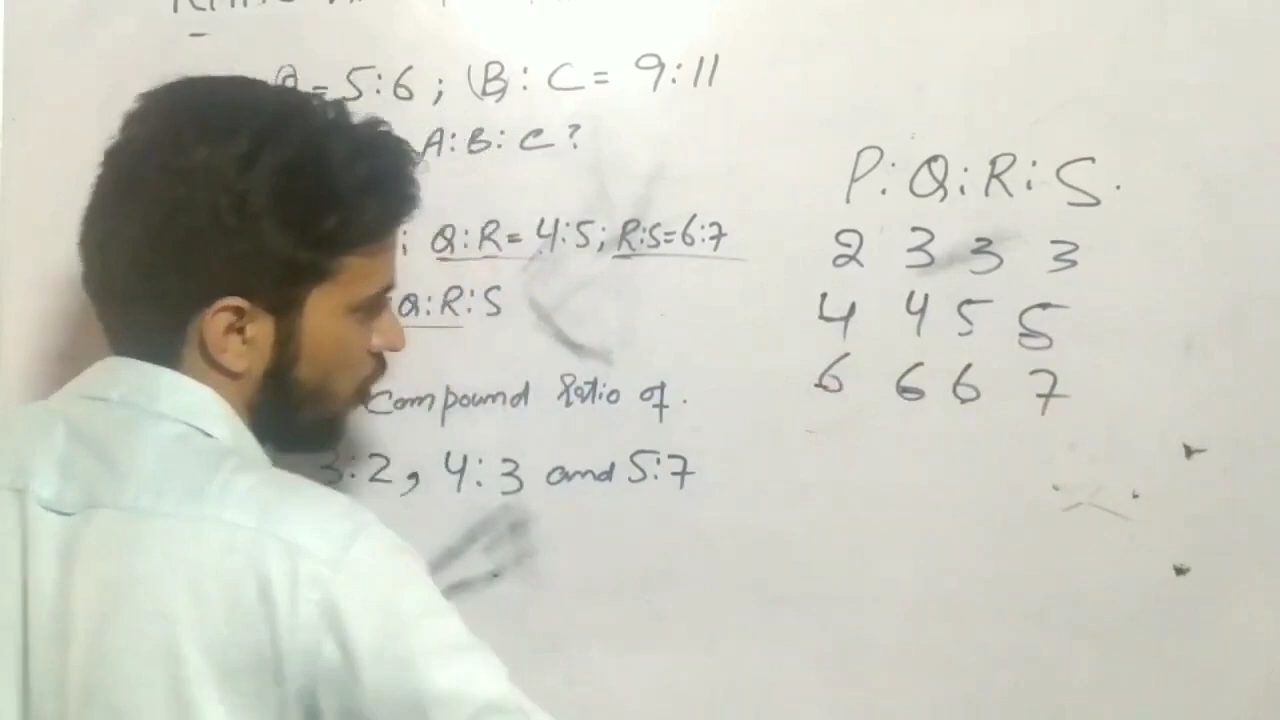 = 5:6 ; B : C = 9:11
A:B:C?
; Q:R= 4:5; R:S=6:7
Q:R:S
Compound Ratio of.
3:2, 4:3 and 5:7
P:Q:R:S.
2 3 3 3
4 4 5 5
6 6 6 7